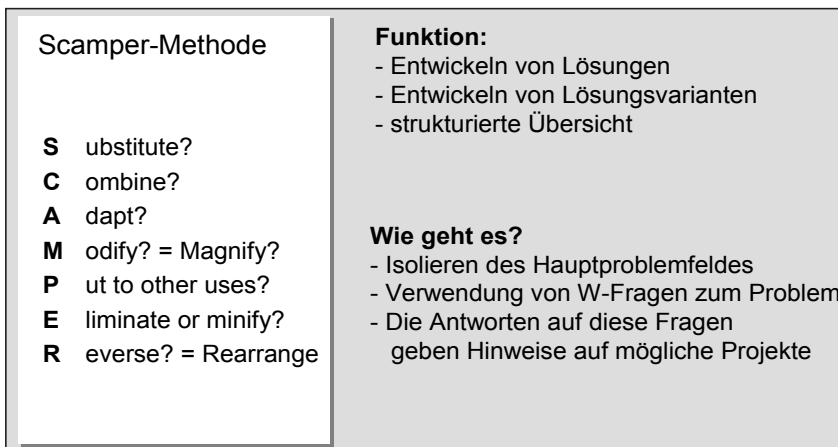 Scamper-Methode
S ubstitute?
C ombine?
A dapt?
M odify? = Magnify?
P ut to other uses?
E liminate or minify?
R everse? = Rearrange
Funktion:
- Entwickeln von Lösungen
- Entwickeln von Lösungsvarianten
- strukturierte Übersicht
Wie geht es?
- Isolieren des Hauptproblemfeldes
- Verwendung von W-Fragen zum Problem
- Die Antworten auf diese Fragen
geben Hinweise auf mögliche Projekte